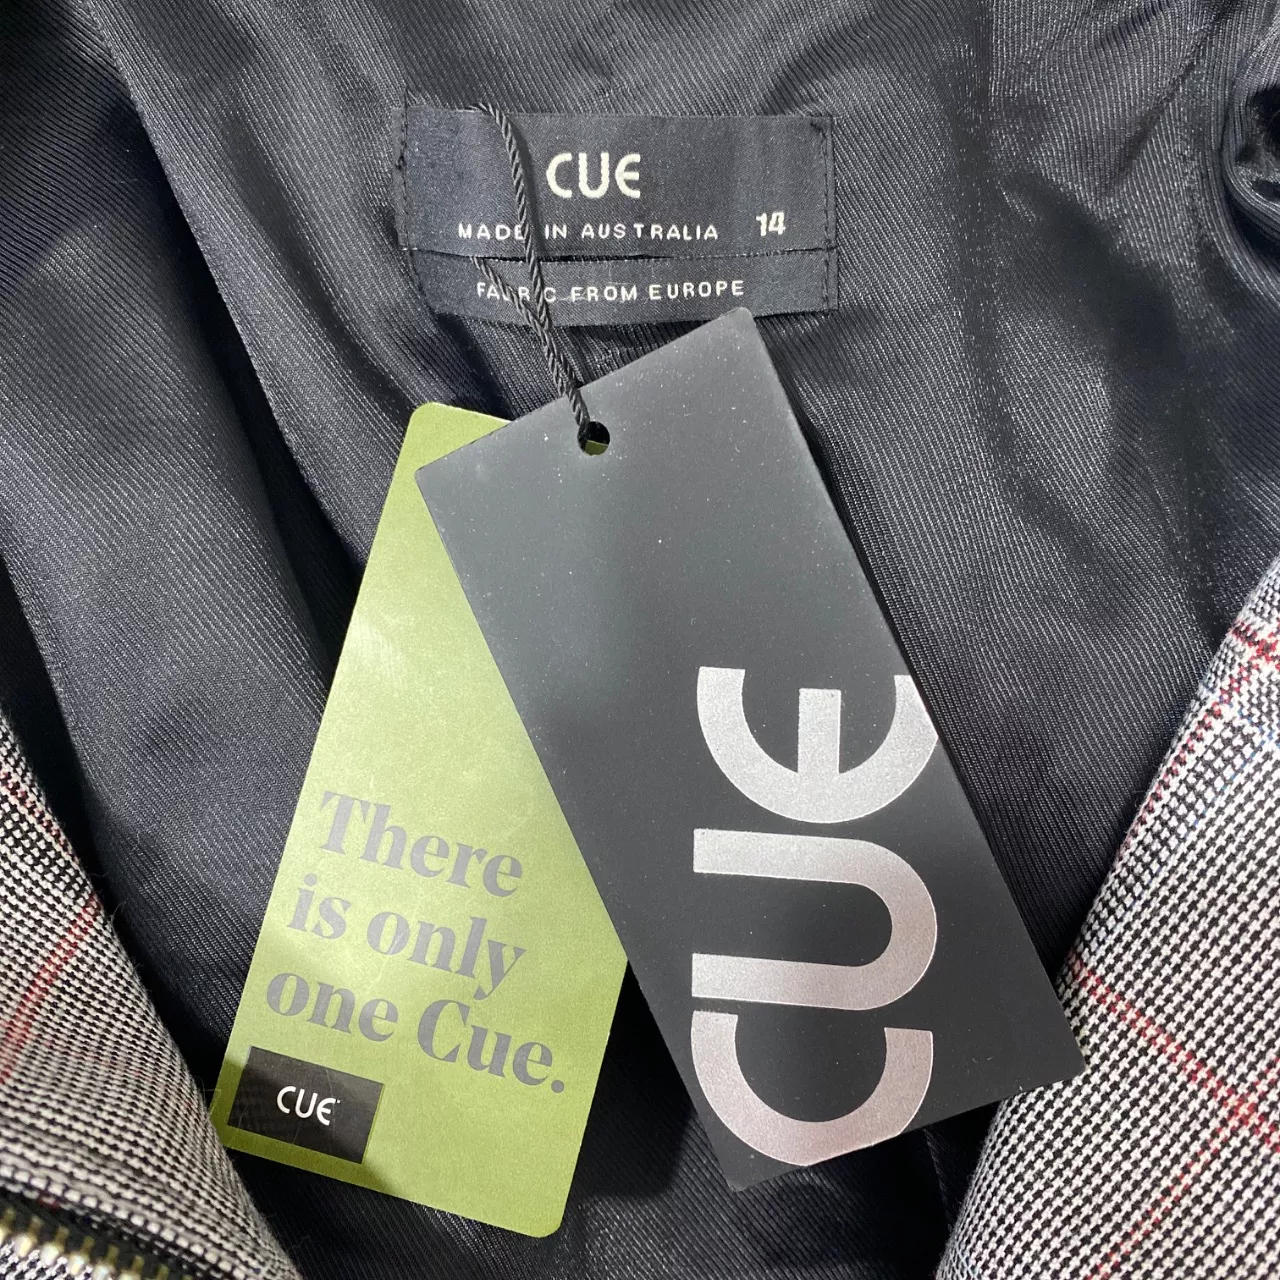 CUE
MADE IN AUSTRALIA 14
FABRIC FROM EUROPE
There
is only
one Cue.
CUE
CUE